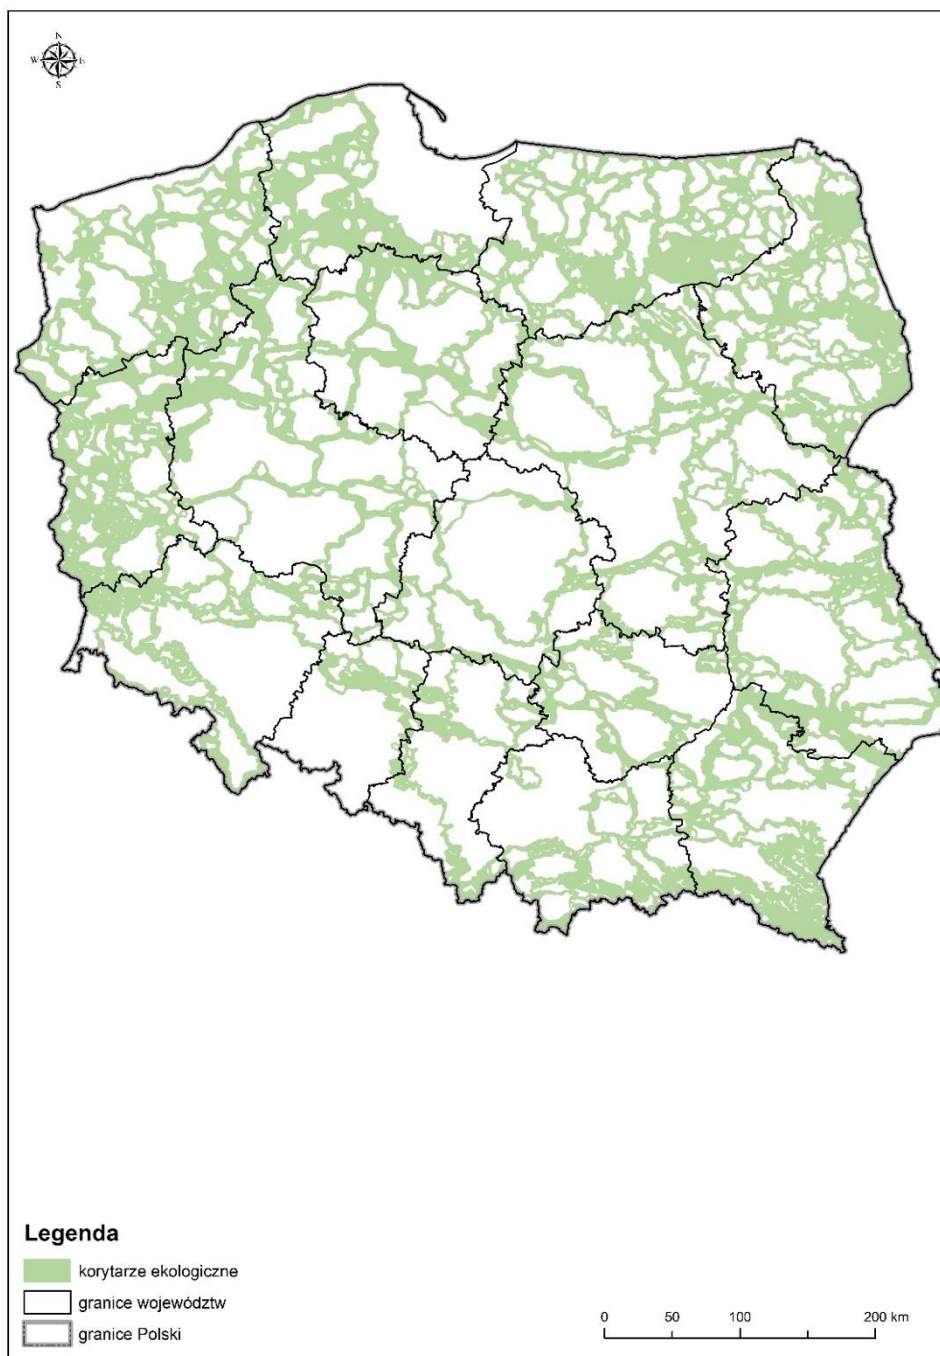 N
W E
S
Legenda
korytarze ekologiczne
granice województw
granice Polski
0 50 100 200 km